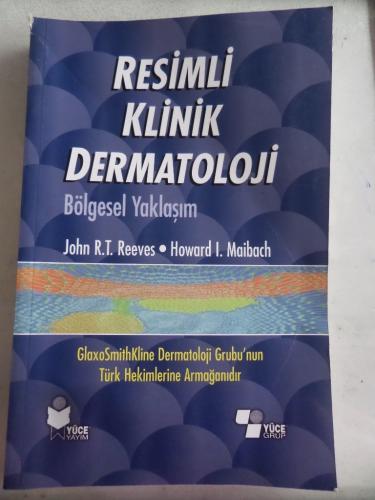 RESİMLİ
KLİNİK
DERMATOLOJİ
Bölgesel Yaklaşım
John R.T. Reeves • Howard I. Maibach
GlaxoSmithKline Dermatoloji Grubu'nun
Türk Hekimlerine Armağanıdır
YÜCE
YAYIM
YÜCE
GRUP